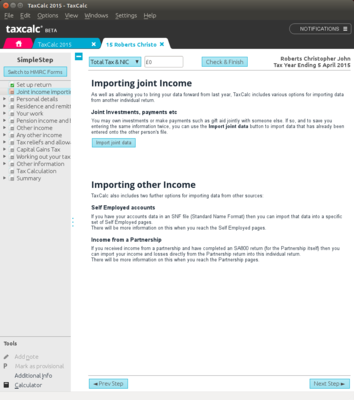 TaxCalc 2015 - TaxCalc
File Edit Options View Windows Settings Help
taxcalc BETA
NOTIFICATIONS
TaxCalc 2015
15 Roberts Christo
SimpleStep
Switch to HMRC Forms
Total Tax & NIC
£0
Check & Finish
Roberts Christopher John
Tax Year Ending 5 April 2015
Set up return
Joint Income importi
Personal details
Residence and remitt
Your work
Pension income and
Other income
Any other income
Tax reliefs and allowa
Capital Gains Tax
Working out your tax
Other information
Tax Calculation
Summary
Importing joint Income
As well as allowing you to bring your data forward from last year, TaxCalc includes various options for importing data
from another individual return
Joint Investments, payments etc
You may own investments or make payments such as gift aid jointly with someone else. If so, and to save you
entering the same information twice, you can use the Import joint data button to import data that has already been
entered onto the other person's file.
Import joint data
Importing other Income
TaxCalc also includes two further options for importing data from other sources:
Self Employed accounts
If you have your accounts data in an SNF file (Standard Name Format) then you can import that data into a specific
set of Self Employed pages.
There will be more information on this when you reach the Self Employed pages.
Income from a Partnership
If you received income from a partnership and have completed an SA800 return (for the Partnership itself) then you
can import your income and losses directly from the Partnership return into this individual return.
There will be more information on this when you reach the Partnership pages
Tools
Add note
Mark as provisional
Additional Info
Calculator
Prev Step
Next Step